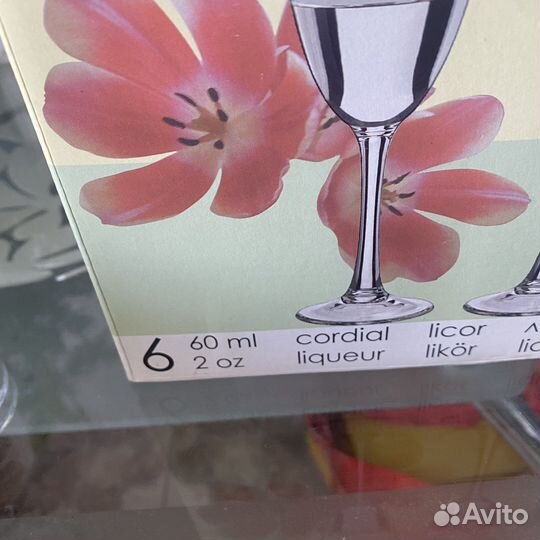 6 60 ml cordial licor
2 oz liqueur likör
Avito